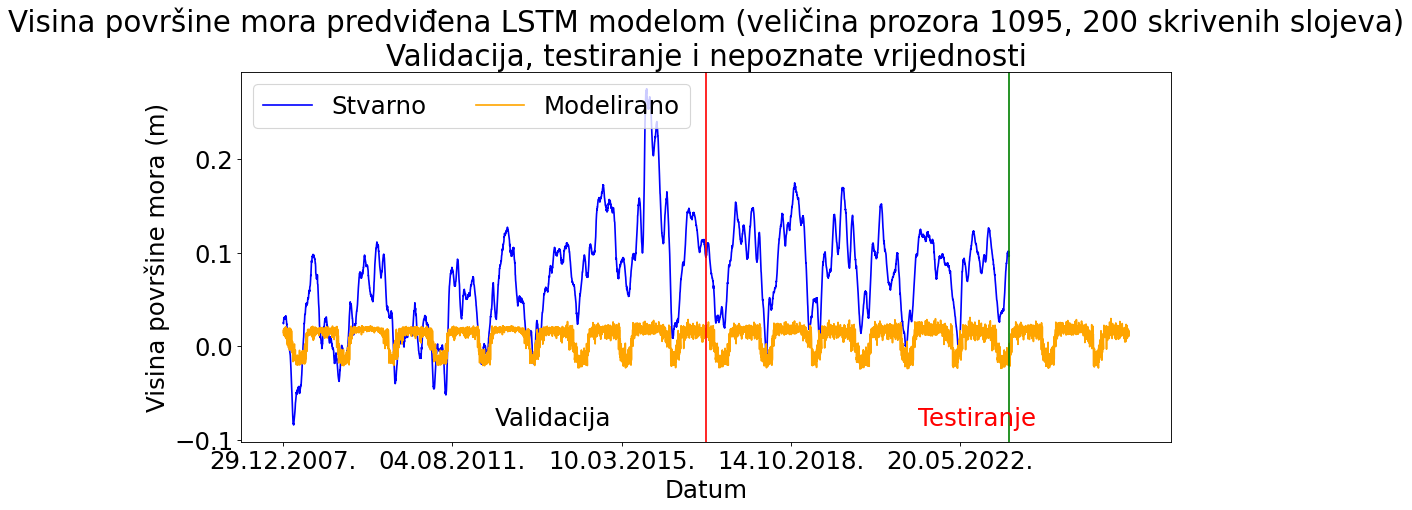 Visina površine mora predviđena LSTM modelom (veličina prozora 1095, 200 skrivenih slojeva)
Validacija, testiranje i nepoznate vrijednosti
Stvarno Modelirano
Visina površine mora (m)
0.2
0.1
0.0
−0.1
Validacija Testiranje
29.12.2007. 04.08.2011. 10.03.2015. 14.10.2018. 20.05.2022.
Datum